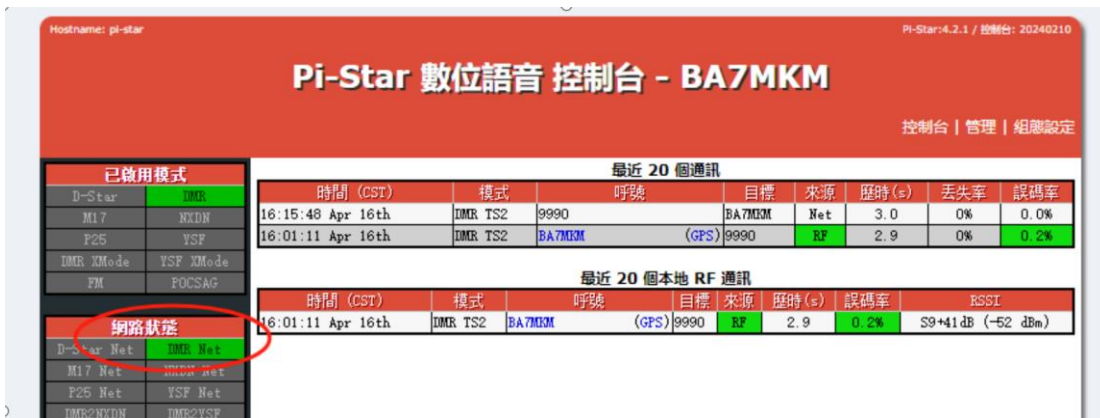 Hostname: pi-star
Pi-Star:4.2.1 / 控制台: 20240210
Pi-Star 數位語音 控制台 - BA7MKM
控制台 | 管理 | 組態設定
已啟用模式
D-Star DMR
M17 NXDN
P25 YSF
DMR XMode YSF XMode
FM POCSAG
網路狀態
D-Star Net DMR Net
M17 Net NXDN Net
P25 Net YSF Net
DMR2NXDN DMR2YSF
最近 20 個通訊
時間 (CST) 模式 呼號 目標 來源 歷時(s) 丟失率 誤碼率
16:15:48 Apr 16th DMR TS2 9990 BA7MKM Net 3.0 0% 0.0%
16:01:11 Apr 16th DMR TS2 BA7MKM (GPS) 9990 RF 2.9 0% 0.2%
最近 20 個本地 RF 通訊
時間 (CST) 模式 呼號 目標 來源 歷時(s) 誤碼率 RSSI
16:01:11 Apr 16th DMR TS2 BA7MKM (GPS) 9990 RF 2.9 0.2% S9+41dB (-52 dBm)